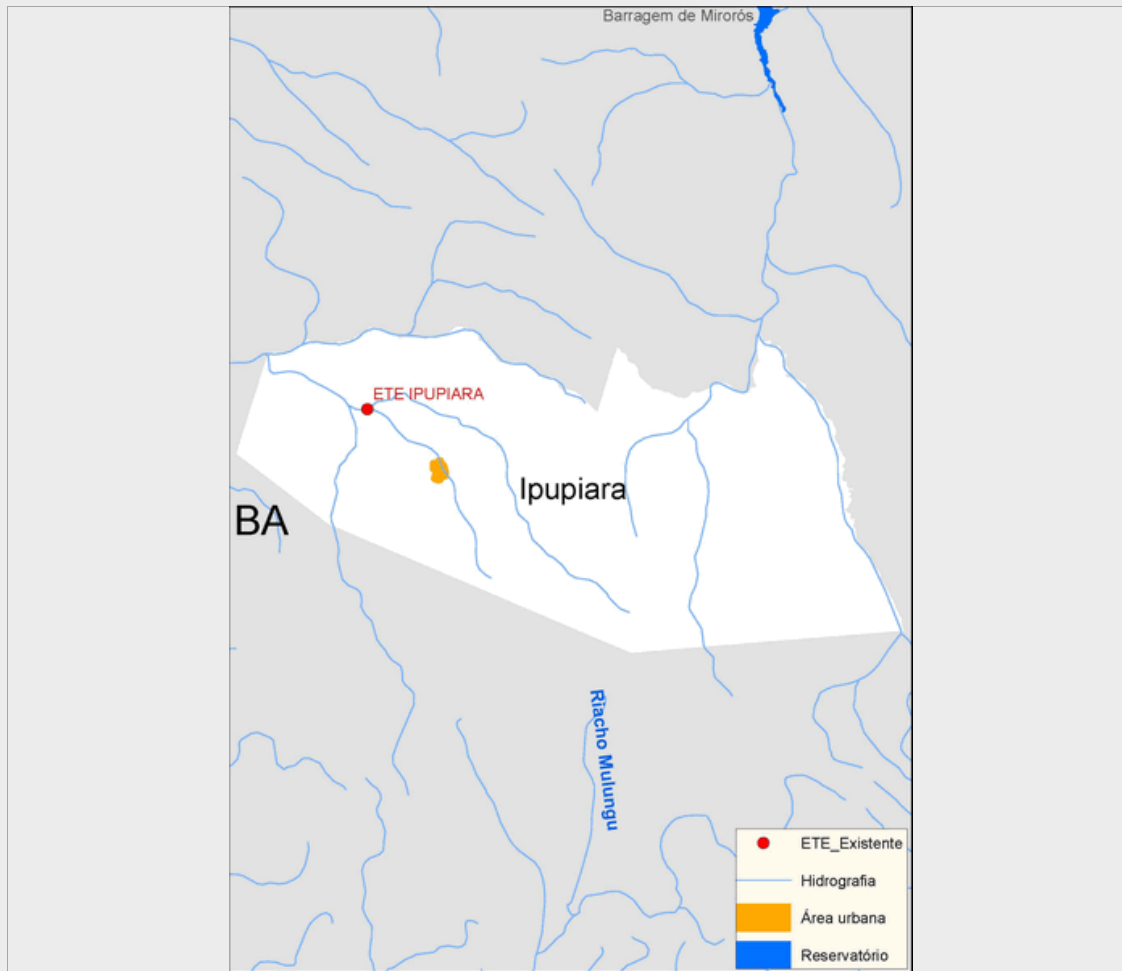 Barragem de Mirorós
ETE IPUPIARA
Ipupiara
BA
Riacho Mulungu
ETE_Existente
Hidrografia
Área urbana
Reservatório